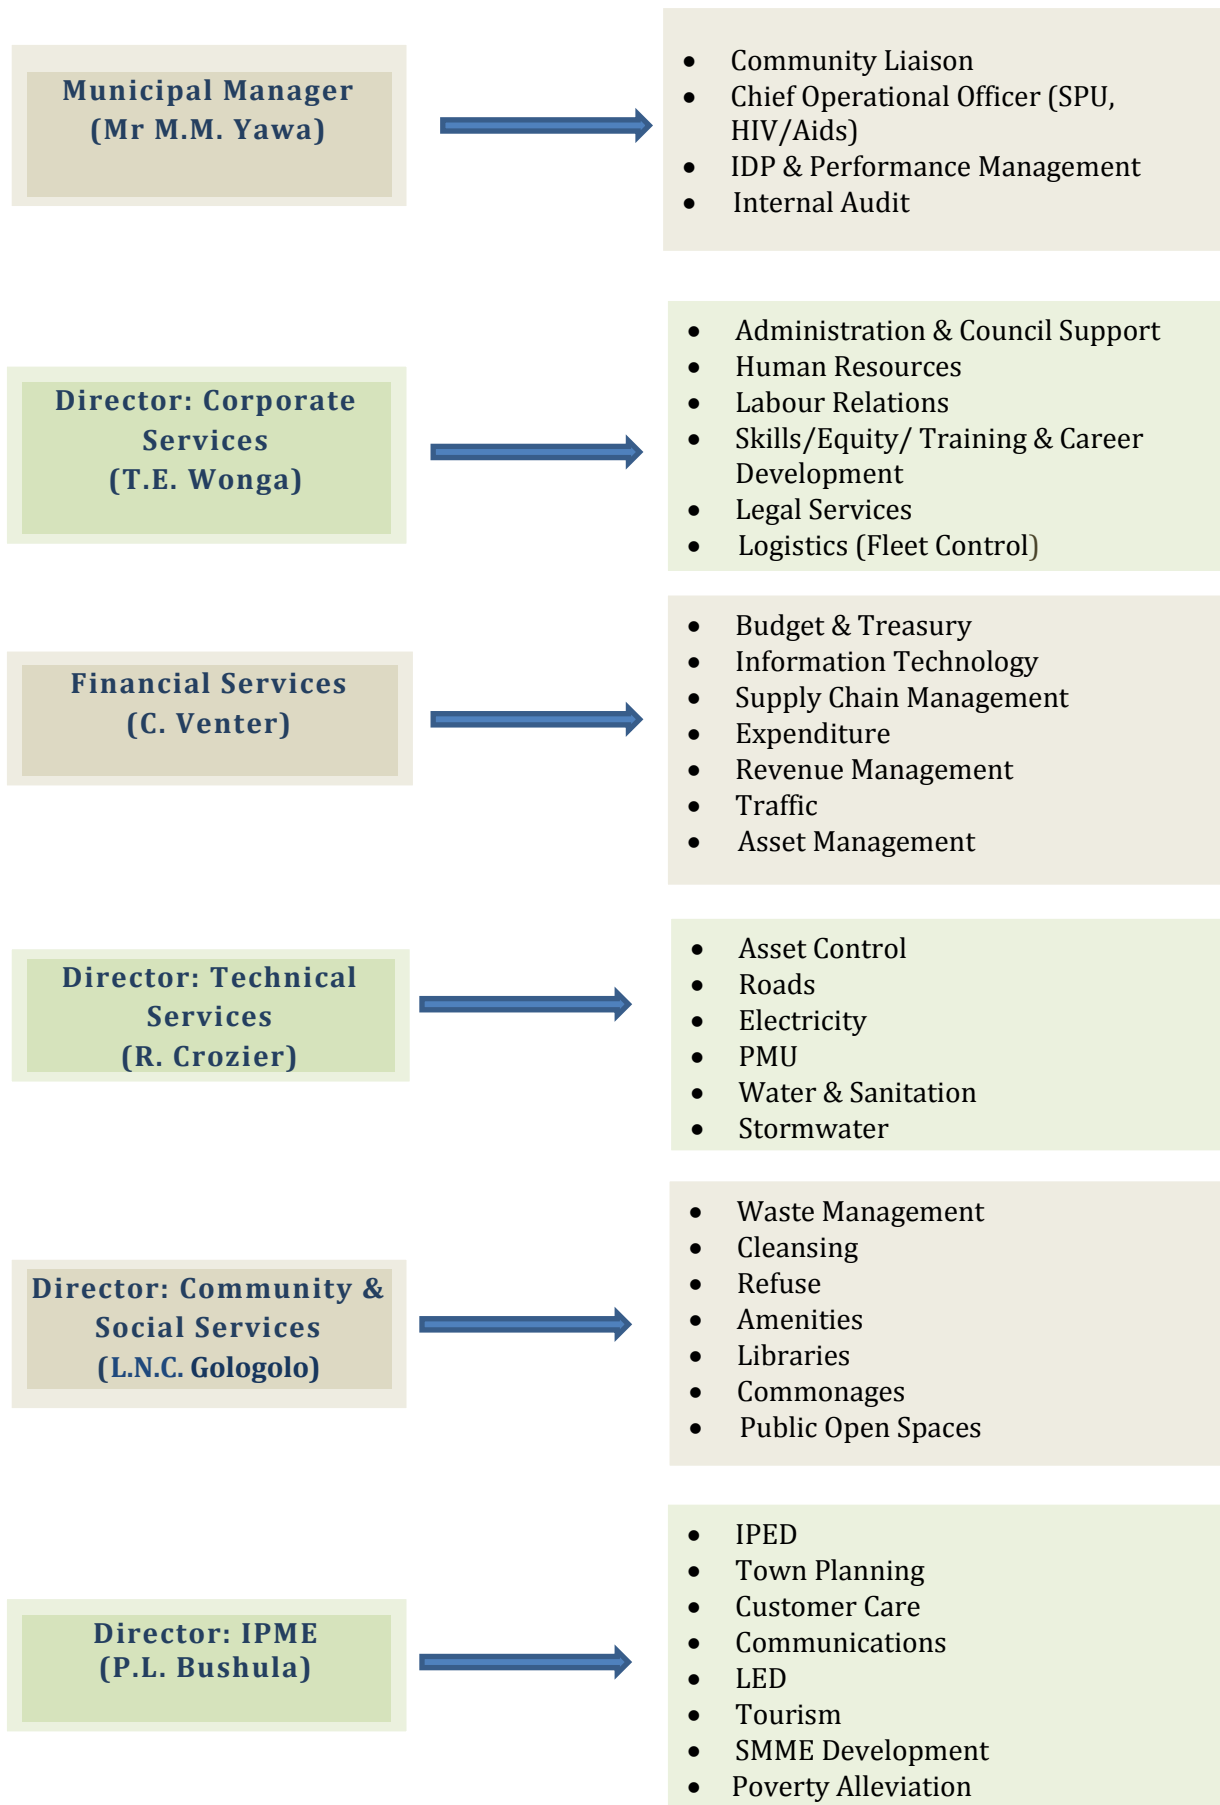 Municipal Manager
(Mr M.M. Yawa)
• Community Liaison
• Chief Operational Officer (SPU,
HIV/Aids)
• IDP & Performance Management
• Internal Audit
Director: Corporate
Services
(T.E. Wonga)
• Administration & Council Support
• Human Resources
• Labour Relations
• Skills/Equity/ Training & Career
Development
• Legal Services
• Logistics (Fleet Control)
Financial Services
(C. Venter)
• Budget & Treasury
• Information Technology
• Supply Chain Management
• Expenditure
• Revenue Management
• Traffic
• Asset Management
Director: Technical
Services
(R. Crozier)
• Asset Control
• Roads
• Electricity
• PMU
• Water & Sanitation
• Stormwater
Director: Community &
Social Services
(L.N.C. Gologolo)
• Waste Management
• Cleansing
• Refuse
• Amenities
• Libraries
• Commonages
• Public Open Spaces
Director: IPME
(P.L. Bushula)
• IPED
• Town Planning
• Customer Care
• Communications
• LED
• Tourism
• SMME Development
• Poverty Alleviation